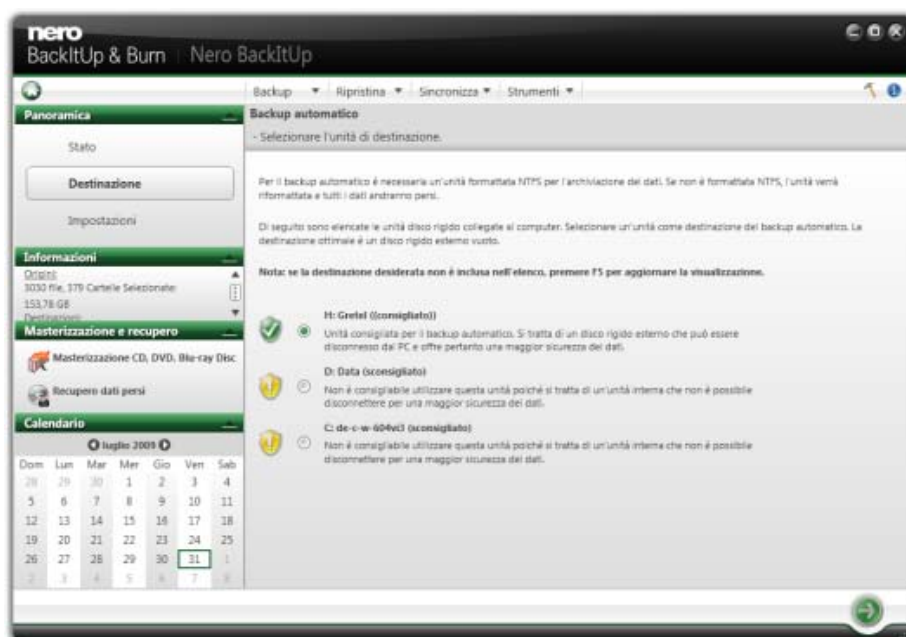 nero
BackItUp & Burn | Nero BackItUp
Backup Ripristina Sincronizza Strumenti
Panoramica
Stato
Destinazione
Impostazioni
Informazioni
Origini:
3030 file, 379 Cartelle Selezionate
153,78 GB
Destinazioni:
Masterizzazione e recupero
Masterizzazione CD, DVD, Blu-ray Disc
Recupero dati persi
Calendario
luglio 2009
Dom Lun Mar Mer Gio Ven Sab
28 29 30 1 2 3 4
5 6 7 8 9 10 11
12 13 14 15 16 17 18
19 20 21 22 23 24 25
26 27 28 29 30 31 1
2 3 4 5 6 7 8
Backup automatico
- Selezionare l'unità di destinazione.
Per il backup automatico è necessaria un'unità formattata NTFS per l'archiviazione dei dati. Se non è formattata NTFS, l'unità verrà
riformattata e tutti i dati andranno persi.
Di seguito sono elencate le unità disco rigido collegate al computer. Selezionare un'unità come destinazione del backup automatico. La
destinazione ottimale è un disco rigido esterno vuoto.
Nota: se la destinazione desiderata non è inclusa nell'elenco, premere F5 per aggiornare la visualizzazione.
H: Gretel ((consigliato))
Unità consigliata per il backup automatico. Si tratta di un disco rigido esterno che può essere
disconnesso dal PC e offre pertanto una maggior sicurezza dei dati.
D: Data (sconsigliato)
Non è consigliabile utilizzare questa unità poiché si tratta di un'unità interna che non è possibile
disconnettere per una maggior sicurezza dei dati.
C: de-c-w-604vi3 (sconsigliato)
Non è consigliabile utilizzare questa unità poiché si tratta di un'unità interna che non è possibile
disconnettere per una maggior sicurezza dei dati.